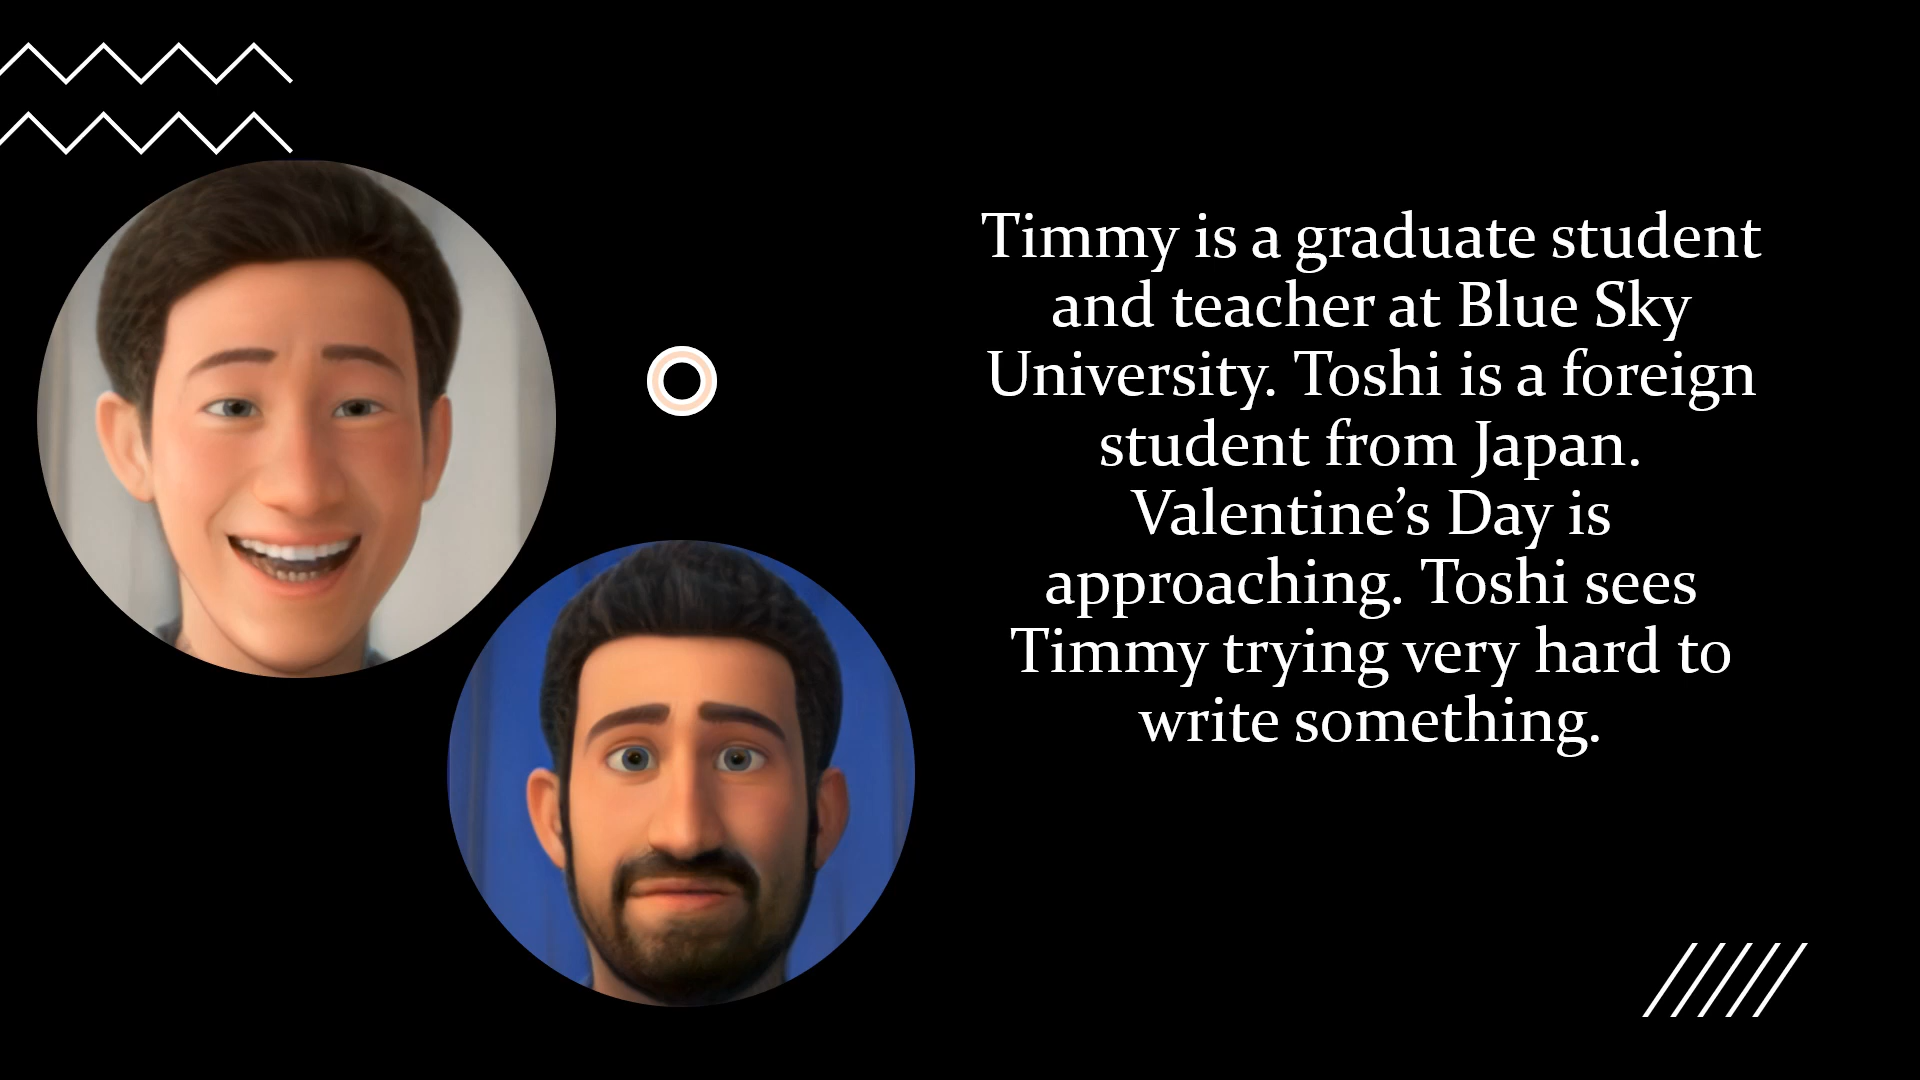 Timmy is a graduate student
and teacher at Blue Sky
University. Toshi is a foreign
student from Japan.
Valentine’s Day is
approaching. Toshi sees
Timmy trying very hard to
write something.